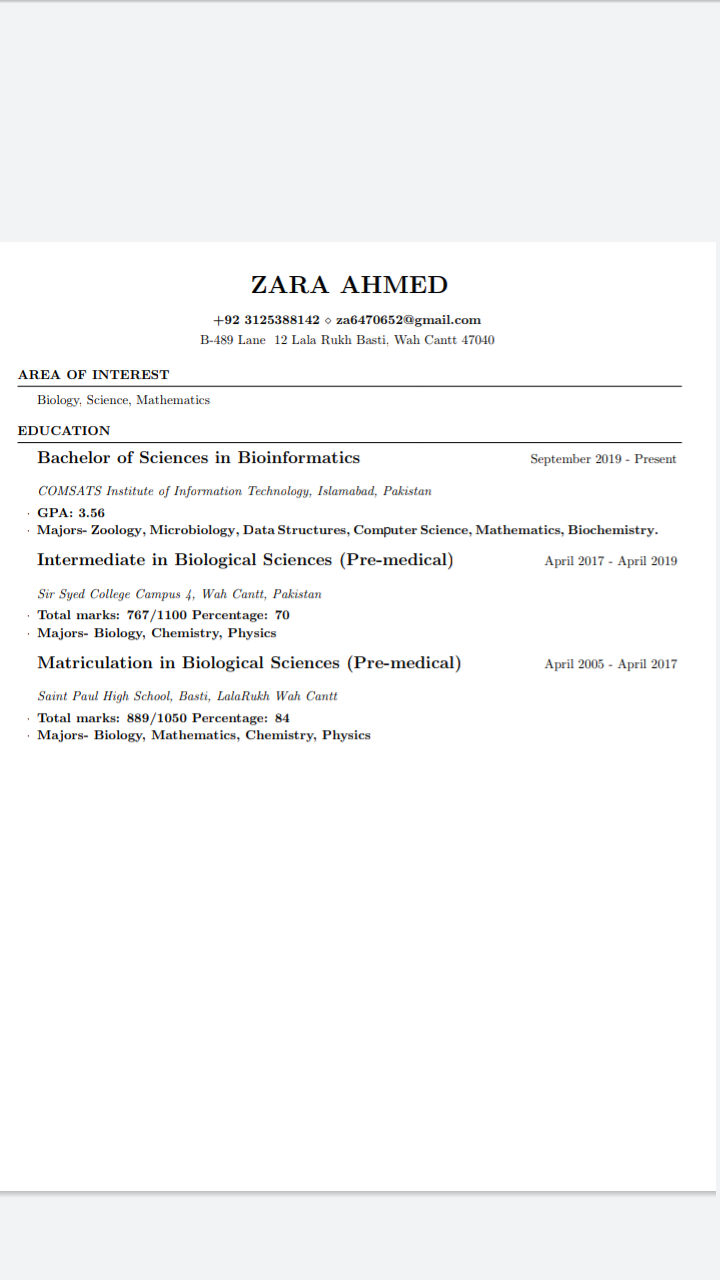 ZARA AHMED
+92 3125388142 ⋄ za6470652@gmail.com
B-489 Lane 12 Lala Rukh Basti, Wah Cantt 47040
AREA OF INTEREST
Biology, Science, Mathematics
EDUCATION
Bachelor of Sciences in Bioinformatics September 2019 - Present
COMSATS Institute of Information Technology, Islamabad, Pakistan
· GPA: 3.56
· Majors- Zoology, Microbiology, Data Structures, Computer Science, Mathematics, Biochemistry.
Intermediate in Biological Sciences (Pre-medical) April 2017 - April 2019
Sir Syed College Campus 4, Wah Cantt, Pakistan
· Total marks: 767/1100 Percentage: 70
· Majors- Biology, Chemistry, Physics
Matriculation in Biological Sciences (Pre-medical) April 2005 - April 2017
Saint Paul High School, Basti, LalaRukh Wah Cantt
· Total marks: 889/1050 Percentage: 84
· Majors- Biology, Mathematics, Chemistry, Physics